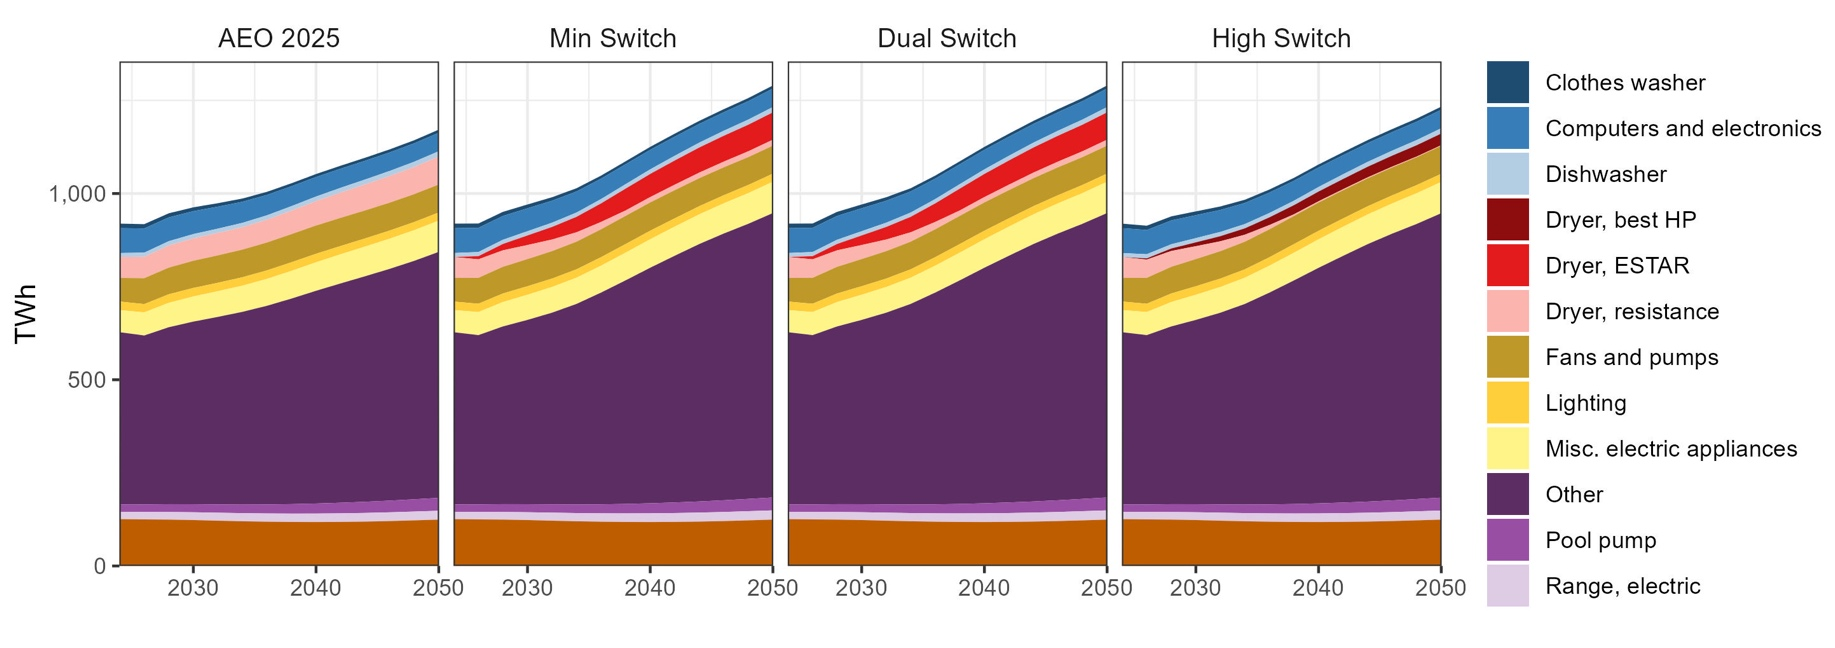 AEO 2025
Min Switch
Dual Switch
High Switch
TWh
1,000
500
0
2030
2040
2050
2030
2040
2050
2030
2040
2050
2030
2040
2050
Clothes washer
Computers and electronics
Dishwasher
Dryer, best HP
Dryer, ESTAR
Dryer, resistance
Fans and pumps
Lighting
Misc. electric appliances
Other
Pool pump
Range, electric